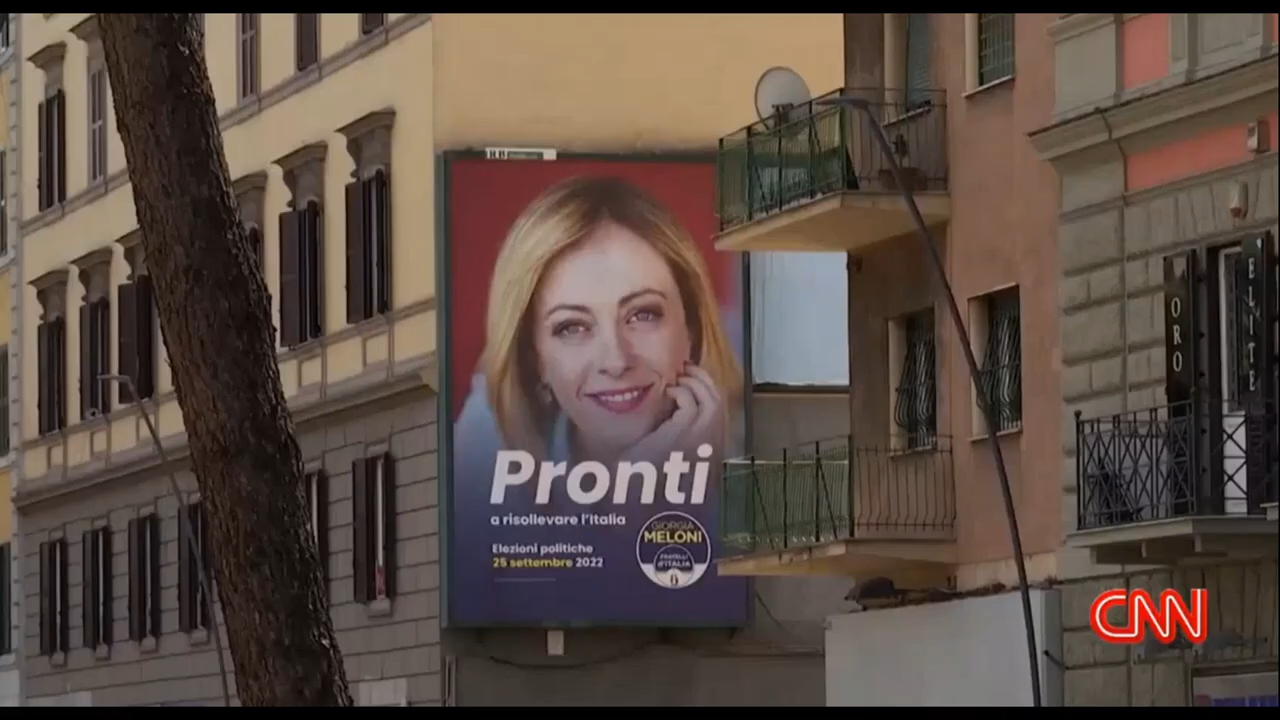 Pronti
a risollevare l'Italia
Elezioni politiche
25 settembre 2022
GIORGIA
MELONI
FRATELLI
d'ITALIA
ORO
ELITE
CNN